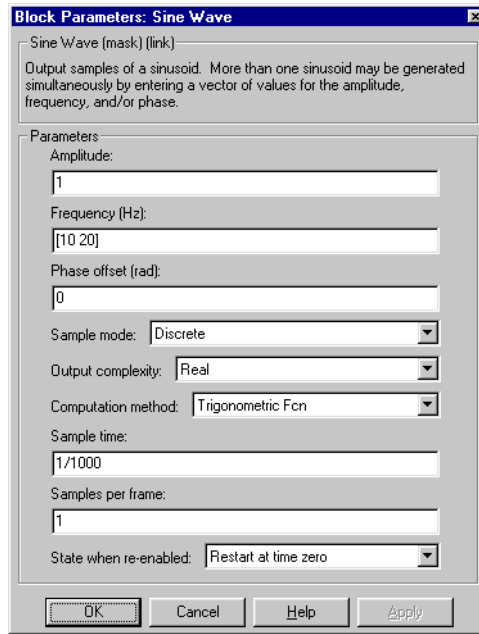 Block Parameters: Sine Wave
Sine Wave (mask) (link)
Output samples of a sinusoid. More than one sinusoid may be generated
simultaneously by entering a vector of values for the amplitude,
frequency, and/or phase.
Parameters
Amplitude:
1
Frequency (Hz):
[10 20]
Phase offset (rad):
0
Sample mode: Discrete
Output complexity: Real
Computation method: Trigonometric Fcn
Sample time:
1/1000
Samples per frame:
1
State when re-enabled: Restart at time zero
OK Cancel Help Apply